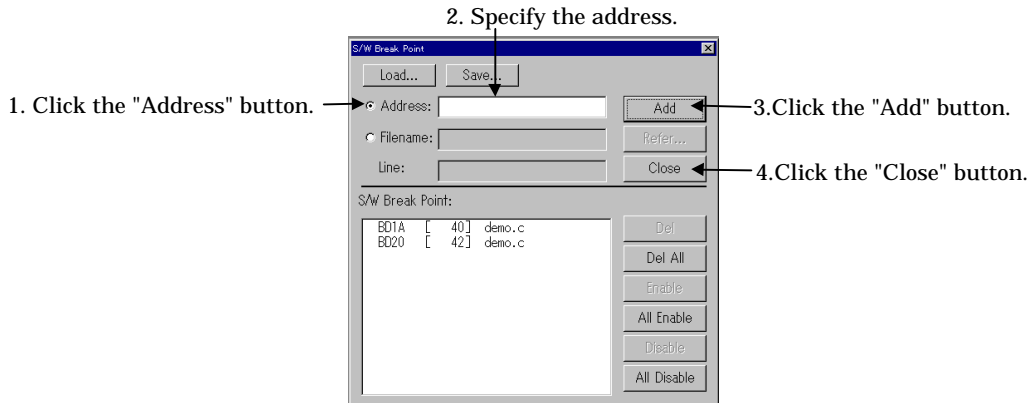 2. Specify the address.
S/W Break Point
Load... Save...
1. Click the "Address" button.
Address:
Add
3.Click the "Add" button.
Filename:
Refer...
Line:
Close
4.Click the "Close" button.
S/W Break Point:
BD1A [ 40] demo.c
BD20 [ 42] demo.c
Del
Del All
Enable
All Enable
Disable
All Disable